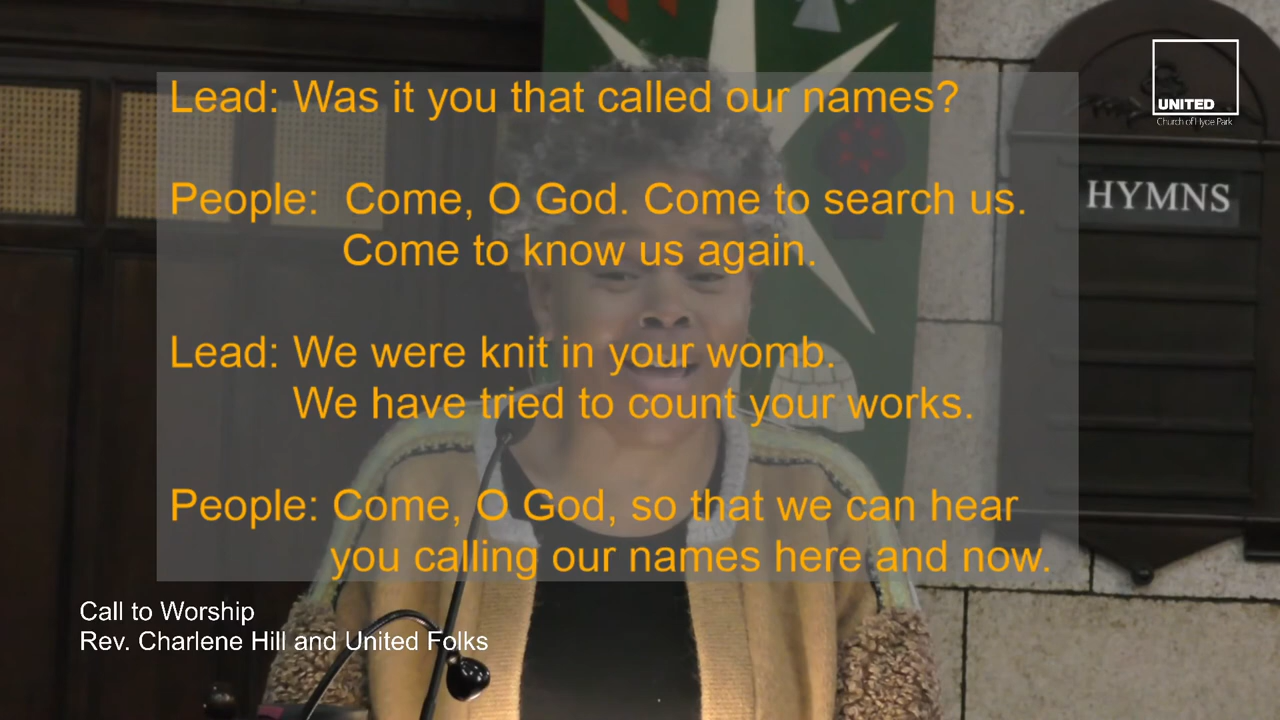 Lead: Was it you that called our names?
People: Come, O God. Come to search us.
Come to know us again.
Lead: We were knit in your womb.
We have tried to count your works.
People: Come, O God, so that we can hear
you calling our names here and now.
Call to Worship
Rev. Charlene Hill and United Folks
UNITED
Church of Hyde Park
HYMNS